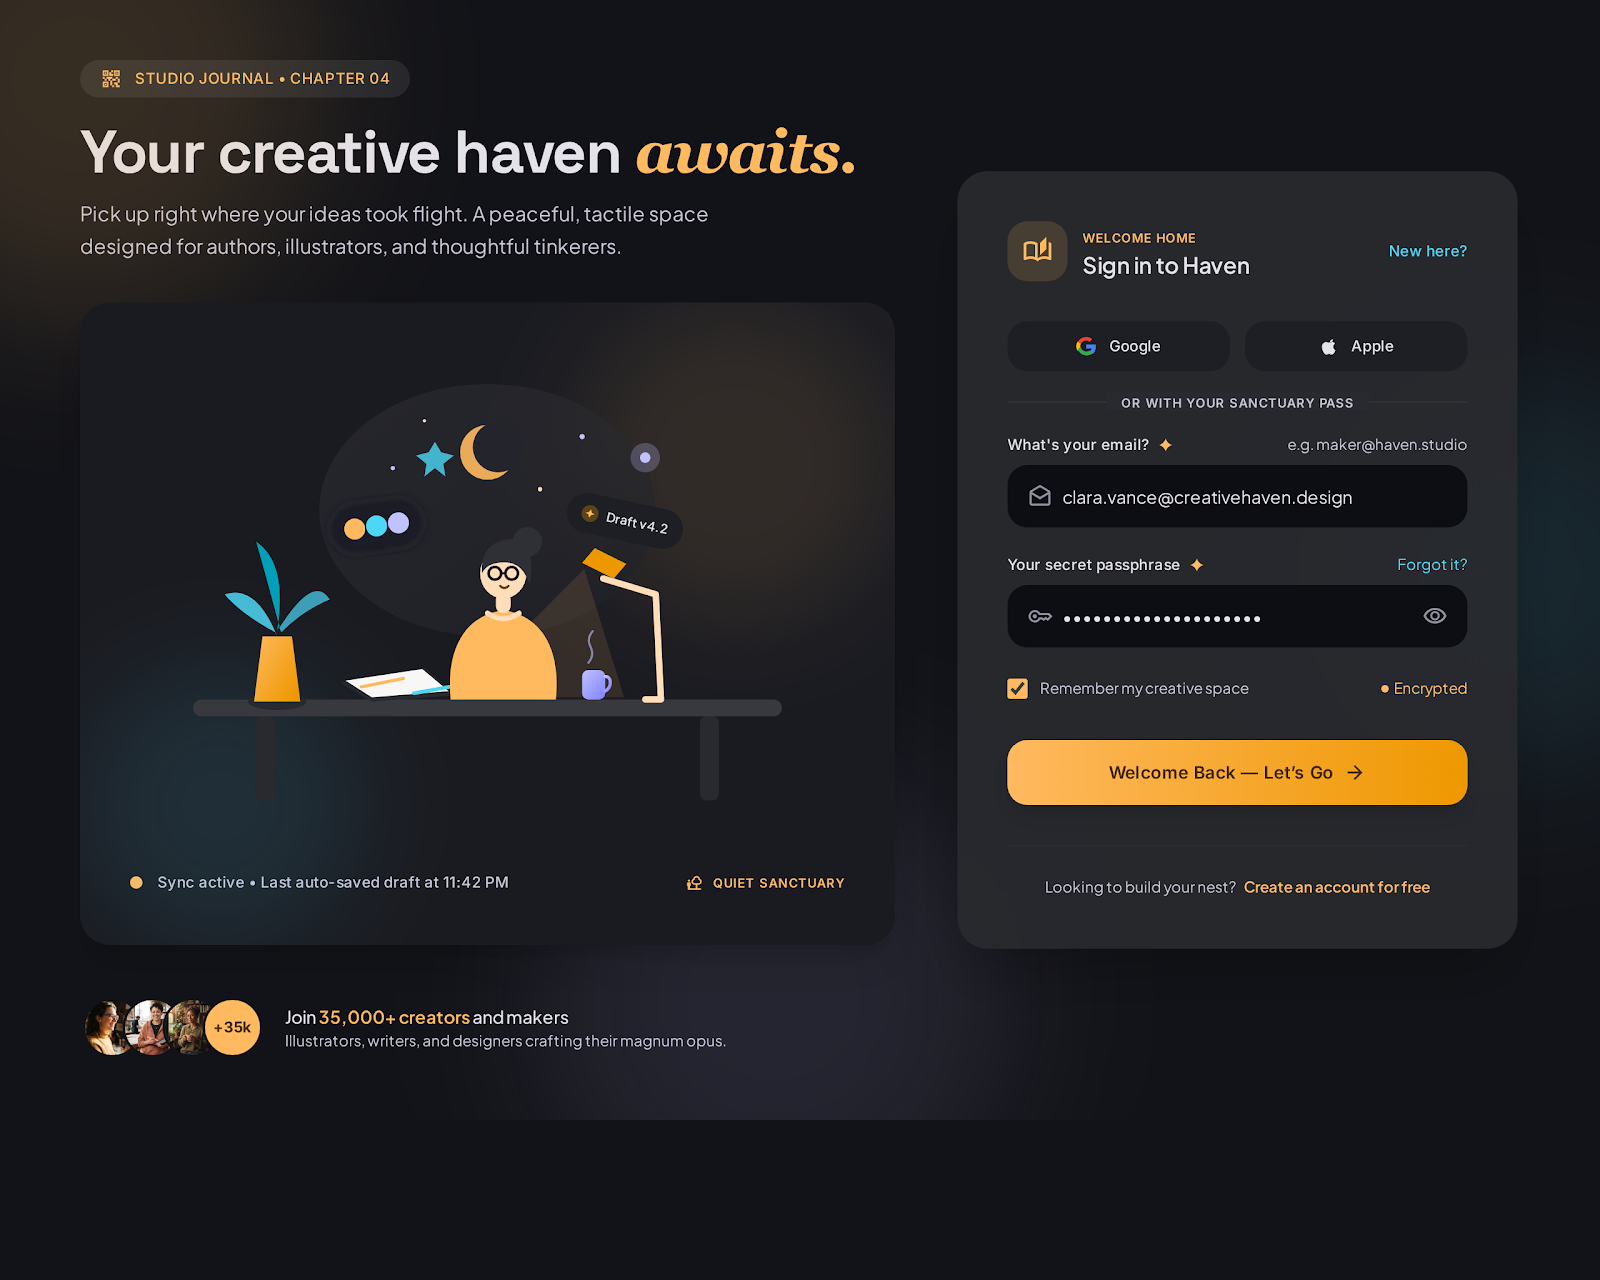 STUDIO JOURNAL • CHAPTER 04
Your creative haven awaits.
Pick up right where your ideas took flight. A peaceful, tactile space
designed for authors, illustrators, and thoughtful tinkerers.
Draft v4.2
Sync active • Last auto-saved draft at 11:42 PM
QUIET SANCTUARY
+35k
Join 35,000+ creators and makers
Illustrators, writers, and designers crafting their magnum opus.
WELCOME HOME
Sign in to Haven
New here?
Google
Apple
OR WITH YOUR SANCTUARY PASS
What's your email? ✦
e.g. maker@haven.studio
clara.vance@creativehaven.design
Your secret passphrase ✦
Forgot it?
••••••••••••••••••••
Remember my creative space
• Encrypted
Welcome Back — Let’s Go →
Looking to build your nest? Create an account for free